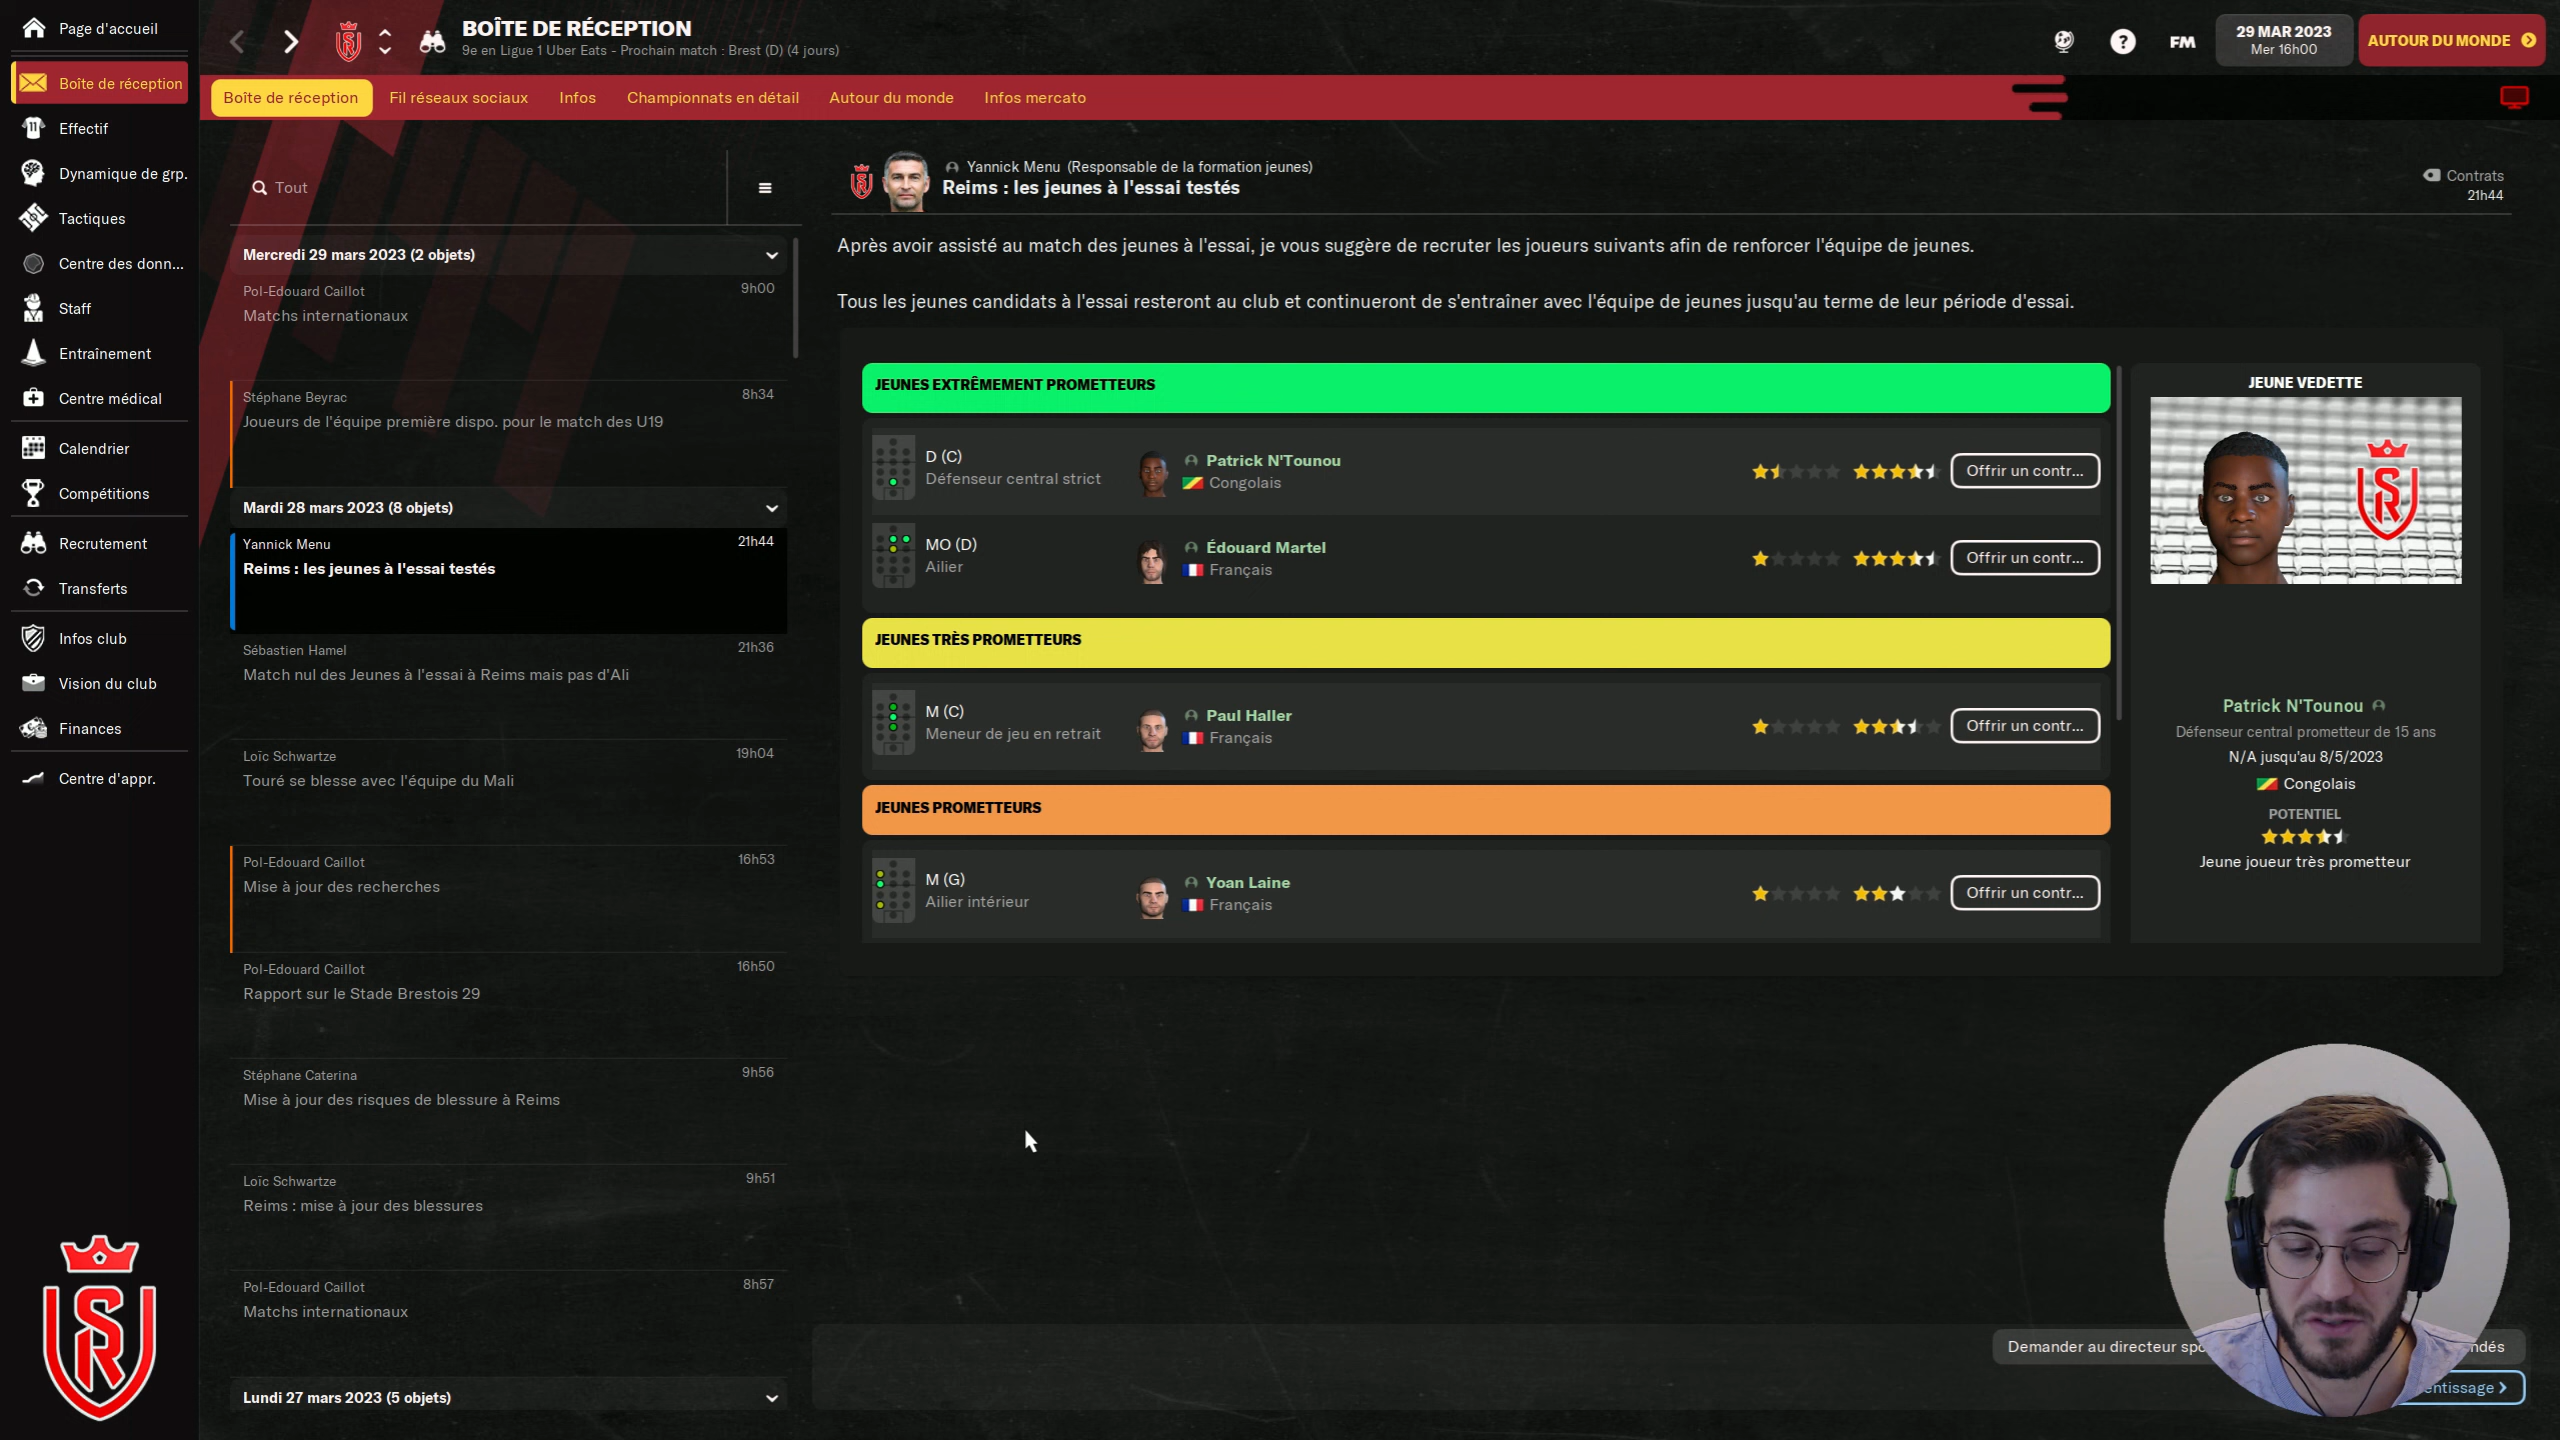 Page d'accueil
Boîte de réception
Effectif
Dynamique de grp.
Tactiques
Centre des donn...
Staff
Entraînement
Centre médical
Calendrier
Compétitions
Recrutement
Transferts
Infos club
Vision du club
Finances
Centre d'appr.
BOÎTE DE RÉCEPTION
9e en Ligue 1 Uber Eats - Prochain match : Brest (D) (4 jours)
?
FM
29 MAR 2023
Mer 16h00
AUTOUR DU MONDE
Boîte de réception
Fil réseaux sociaux
Infos
Championnats en détail
Autour du monde
Infos mercato
Tout
Mercredi 29 mars 2023 (2 objets)
Pol-Edouard Caillot
9h00
Matchs internationaux
Stéphane Beyrac
8h34
Joueurs de l'équipe première dispo. pour le match des U19
Mardi 28 mars 2023 (8 objets)
Yannick Menu
21h44
Reims : les jeunes à l'essai testés
Sébastien Hamel
21h36
Match nul des Jeunes à l'essai à Reims mais pas d'Ali
Loïc Schwartze
19h04
Touré se blesse avec l'équipe du Mali
Pol-Edouard Caillot
16h53
Mise à jour des recherches
Pol-Edouard Caillot
16h50
Rapport sur le Stade Brestois 29
Stéphane Caterina
9h56
Mise à jour des risques de blessure à Reims
Loïc Schwartze
9h51
Reims : mise à jour des blessures
Pol-Edouard Caillot
8h57
Matchs internationaux
Lundi 27 mars 2023 (5 objets)
Yannick Menu (Responsable de la formation jeunes)
Reims : les jeunes à l'essai testés
Contrats
21h44
Après avoir assisté au match des jeunes à l'essai, je vous suggère de recruter les joueurs suivants afin de renforcer l'équipe de jeunes.
Tous les jeunes candidats à l'essai resteront au club et continueront de s'entraîner avec l'équipe de jeunes jusqu'au terme de leur période d'essai.
JEUNES EXTRÊMEMENT PROMETTEURS
D (C)
Défenseur central strict
Patrick N'Tounou
Congolais
Offrir un contr...
MO (D)
Ailier
Édouard Martel
Français
Offrir un contr...
JEUNES TRÈS PROMETTEURS
M (C)
Meneur de jeu en retrait
Paul Haller
Français
Offrir un contr...
JEUNES PROMETTEURS
M (G)
Ailier intérieur
Yoan Laine
Français
Offrir un contr...
JEUNE VEDETTE
Patrick N'Tounou
Défenseur central prometteur de 15 ans
N/A jusqu'au 8/5/2023
Congolais
POTENTIEL
Jeune joueur très prometteur
Demander au directeur spo
ndés
entissage